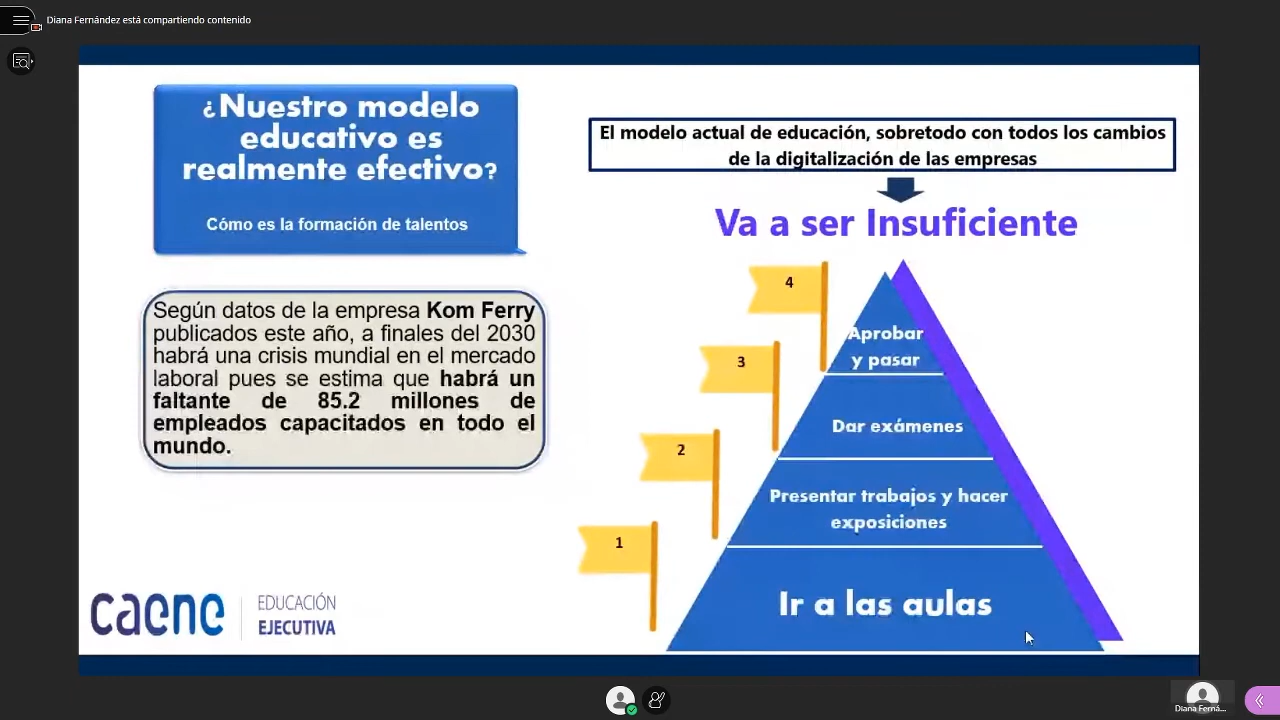 Diana Fernández está compartiendo contenido
¿Nuestro modelo
educativo es
realmente efectivo?
Cómo es la formación de talentos
Según datos de la empresa Kom Ferry
publicados este año, a finales del 2030
habrá una crisis mundial en el mercado
laboral pues se estima que habrá un
faltante de 85.2 millones de
empleados capacitados en todo el
mundo.
El modelo actual de educación, sobretodo con todos los cambios
de la digitalización de las empresas
Va a ser Insuficiente
4
Aprobar
y pasar
3
Dar exámenes
2
Presentar trabajos y hacer
exposiciones
1
Ir a las aulas
caene
EDUCACIÓN
EJECUTIVA
Diana Ferná...